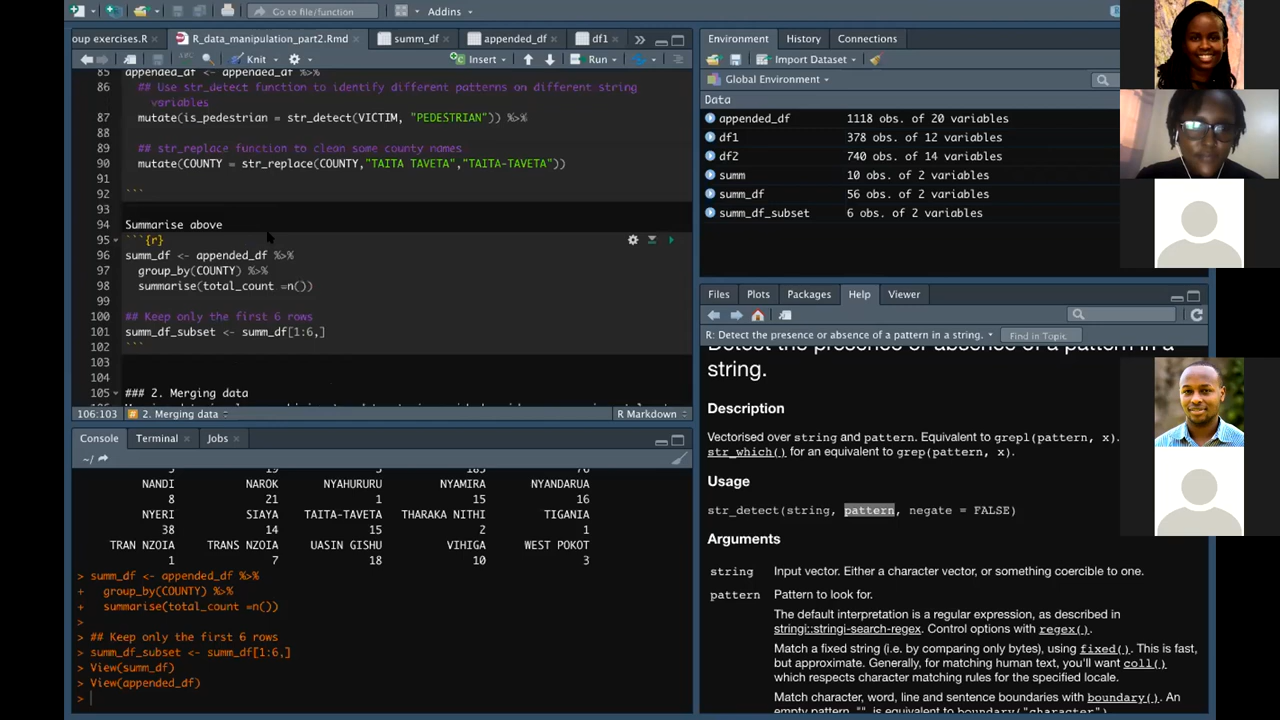 Go to file/function
Addins
oup exercises.R
R_data_manipulation_part2.Rmd
summ_df
appended_df
df1
Knit
Insert
Run
85 appended_df <- appended_df %>%
86 ## Use str_detect function to identify different patterns on different string
variables
87 mutate(is_pedestrian = str_detect(VICTIM, "PEDESTRIAN")) %>%
88
89 ## str_replace function to clean some county names
90 mutate(COUNTY = str_replace(COUNTY,"TAITA TAVETA","TAITA-TAVETA"))
91
92 ```
93
94 Summarise above
95 ```{r}
96 summ_df <- appended_df %>%
97 group_by(COUNTY) %>%
98 summarise(total_count =n())
99
100 ## Keep only the first 6 rows
101 summ_df_subset <- summ_df[1:6,]
102 ```
103
104
105 ### 2. Merging data
106:103
2. Merging data
R Markdown
Console
Terminal
Jobs
~/
NANDI NAROK NYAHURURU NYAMIRA NYANDARUA
8 21 1 15 16
NYERI SIAYA TAITA-TAVETA THARAKA NITHI TIGANIA
38 14 15 2 1
TRAN NZOIA TRANS NZOIA UASIN GISHU VIHIGA WEST POKOT
1 7 18 10 3
> summ_df <- appended_df %>%
+ group_by(COUNTY) %>%
+ summarise(total_count =n())
>
> ## Keep only the first 6 rows
> summ_df_subset <- summ_df[1:6,]
> View(summ_df)
> View(appended_df)
>
Environment
History
Connections
Import Dataset
Global Environment
Data
appended_df 1118 obs. of 20 variables
df1 378 obs. of 12 variables
df2 740 obs. of 14 variables
summ 10 obs. of 2 variables
summ_df 56 obs. of 2 variables
summ_df_subset 6 obs. of 2 variables
Files
Plots
Packages
Help
Viewer
R: Detect the presence or absence of a pattern in a string.
Find in Topic
Detect the presence or absence of a pattern in a
string.
Description
Vectorised over string and pattern. Equivalent to grepl(pattern, x).
str_which() for an equivalent to grep(pattern, x).
Usage
str_detect(string, pattern, negate = FALSE)
Arguments
string Input vector. Either a character vector, or something coercible to one.
pattern Pattern to look for.
The default interpretation is a regular expression, as described in
stringi::stringi-search-regex. Control options with regex().
Match a fixed string (i.e. by comparing only bytes), using fixed(). This is fast,
but approximate. Generally, for matching human text, you'll want coll()
which respects character matching rules for the specified locale.
Match character, word, line and sentence boundaries with boundary(). An
empty pattern, "", is equivalent to boundary("character").